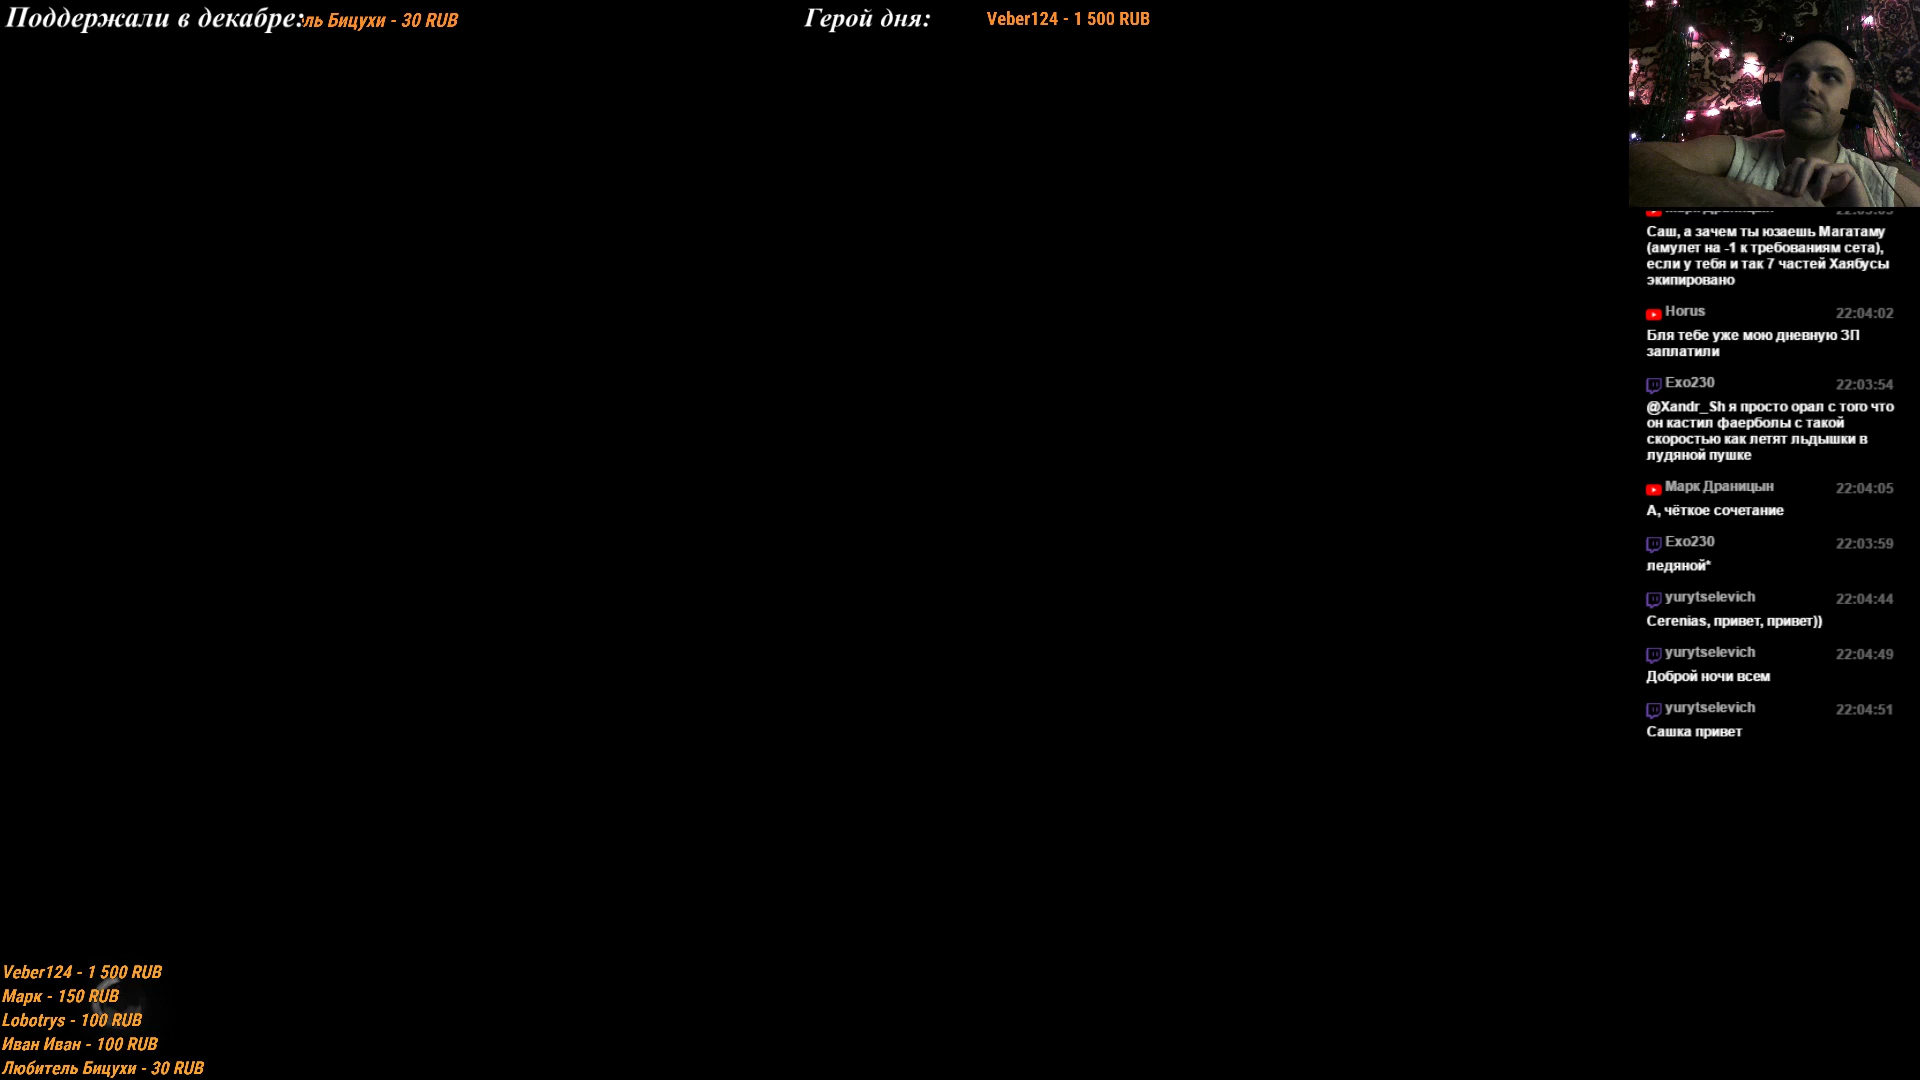 Поддержали в декабре:
ль Бицухи - 30 RUB
Герой дня:
Veber124 - 1 500 RUB
Саш, а зачем ты юзаешь Магатаму
(амулет на -1 к требованиям сета),
если у тебя и так 7 частей Хаябусы
экипировано
Horus 22:04:02
Бля тебе уже мою дневную ЗП
заплатили
Exo230 22:03:54
@Xandr_Sh я просто орал с того что
он кастил фаерболы с такой
скоростью как летят льдышки в
лудяной пушке
Марк Драницын 22:04:05
А, чёткое сочетание
Exo230 22:03:59
ледяной*
yurytselevich 22:04:44
Cerenias, привет, привет))
yurytselevich 22:04:49
Доброй ночи всем
yurytselevich 22:04:51
Сашка привет
Veber124 - 1 500 RUB
Марк - 150 RUB
Lobotrys - 100 RUB
Иван Иван - 100 RUB
Любитель Бицухи - 30 RUB